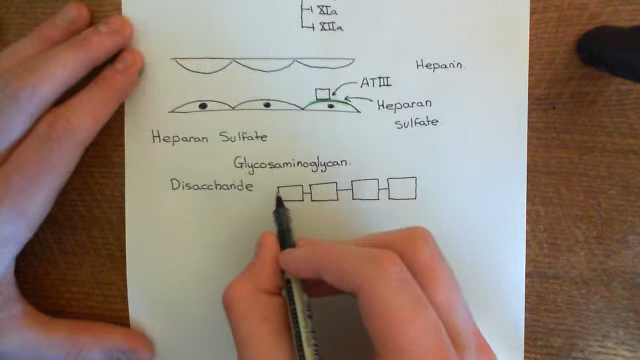 XIa
XIIa
Heparin.
ATIII
Heparan
sulfate.
Heparan Sulfate
Glycosaminoglycan.
Disaccharide